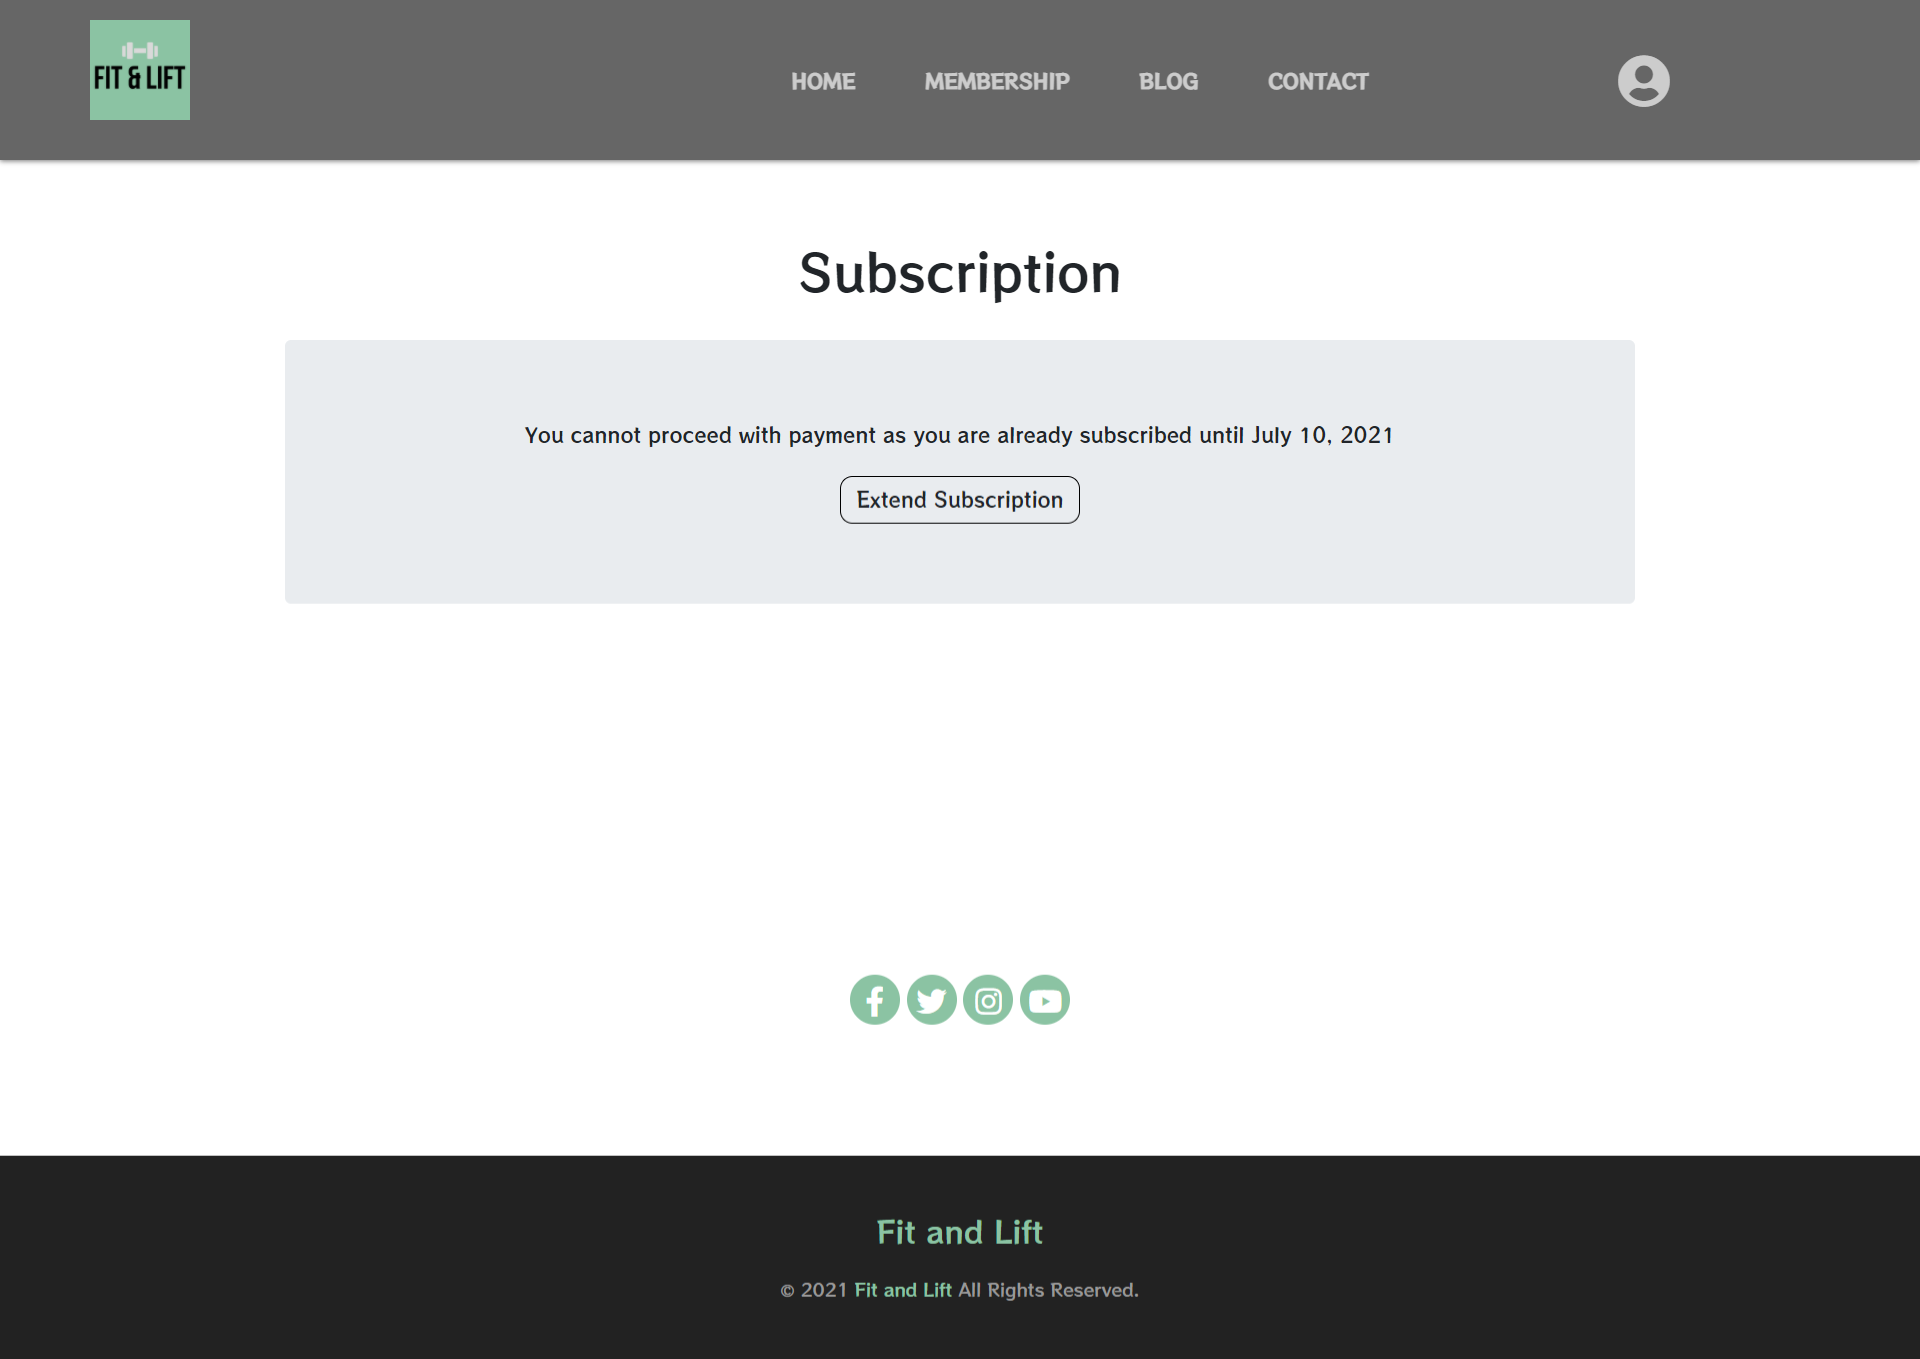 FIT & LIFT
HOME MEMBERSHIP BLOG CONTACT
Subscription
You cannot proceed with payment as you are already subscribed until July 10, 2021
Extend Subscription
Fit and Lift
© 2021 Fit and Lift All Rights Reserved.